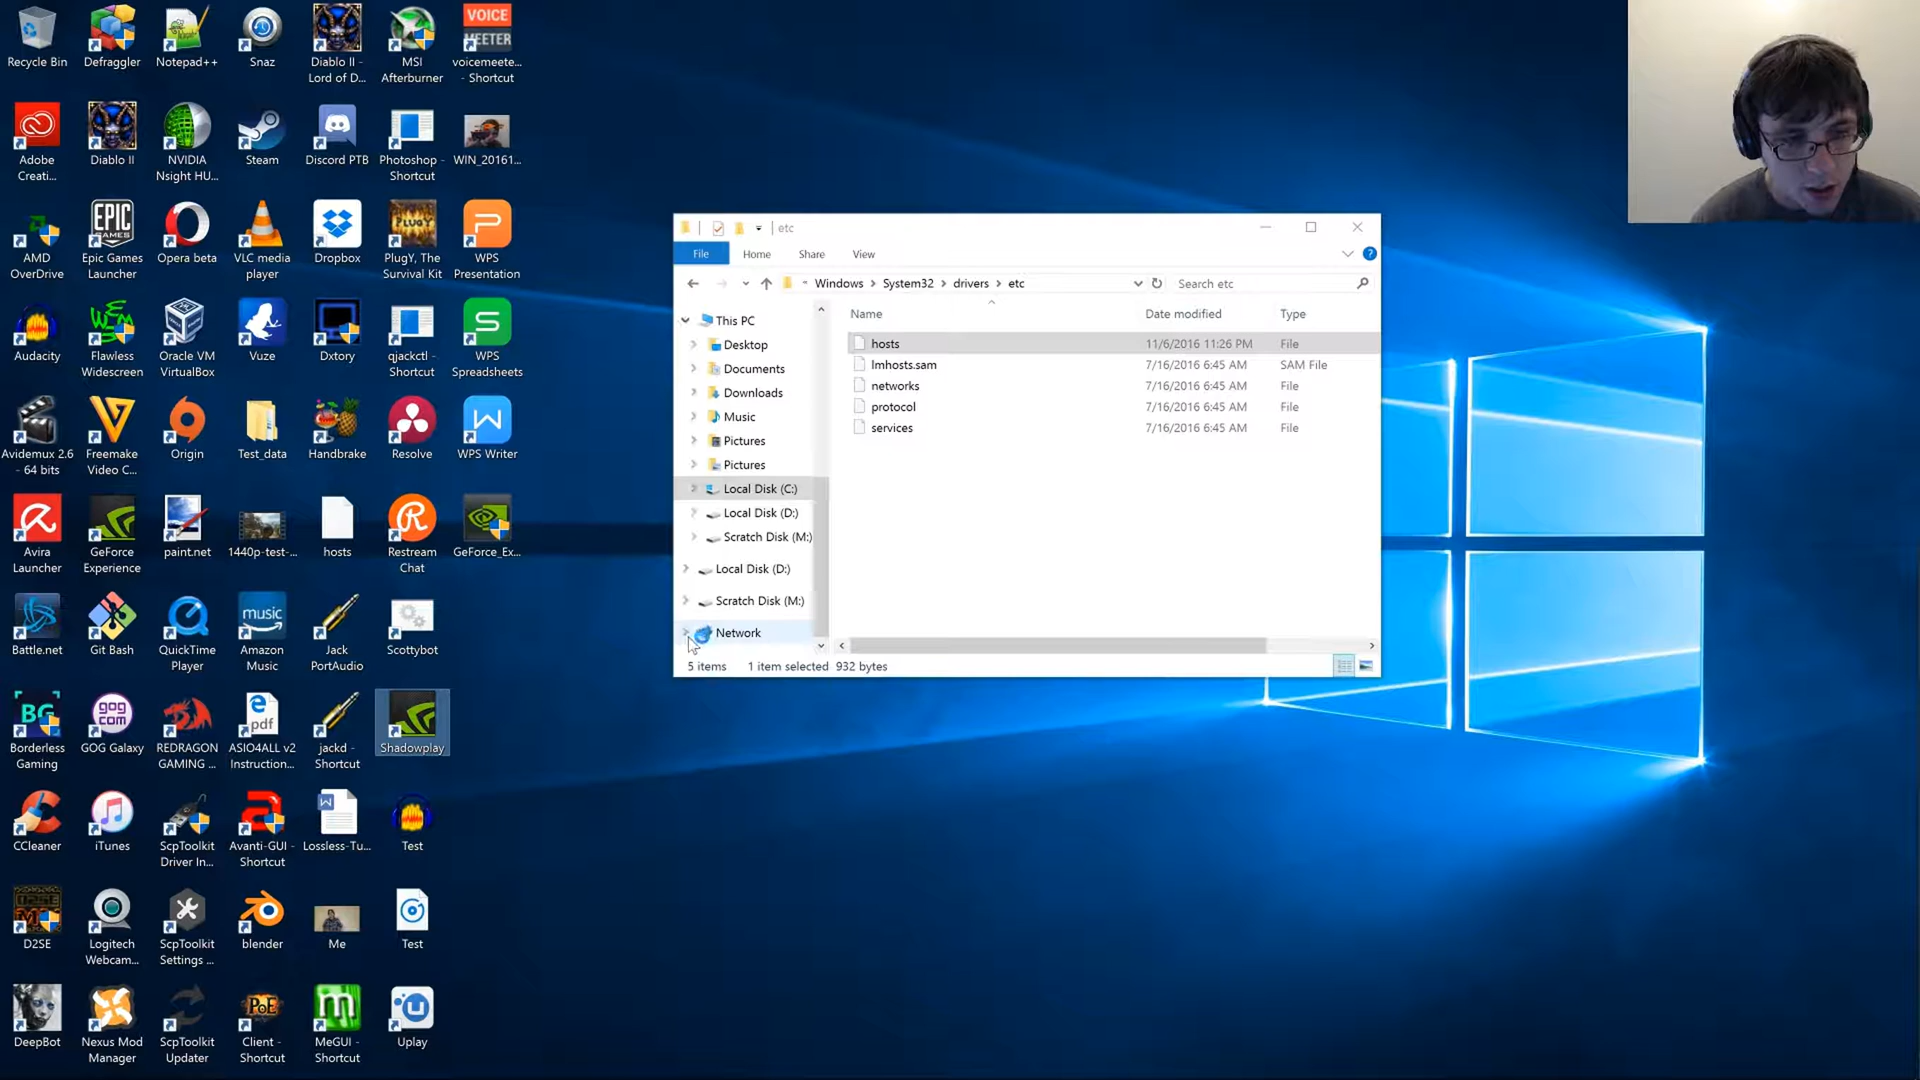 Recycle Bin
Defraggler
Notepad++
Snaz
Diablo II -
Lord of D...
MSI
Afterburner
VOICE
MEETER
voicemeete...
- Shortcut
Adobe
Creati...
Diablo II
NVIDIA
Nsight HU...
Steam
Discord PTB
Photoshop -
Shortcut
WIN_20161...
AMD
OverDrive
EPIC
GAMES
Epic Games
Launcher
Opera beta
VLC media
player
Dropbox
PLUGY
PlugY, The
Survival Kit
P
WPS
Presentation
Audacity
Flawless
Widescreen
Oracle VM
VirtualBox
Vuze
Dxtory
qjackctl -
Shortcut
S
WPS
Spreadsheets
Avidemux 2.6
- 64 bits
Freemake
Video C...
Origin
Test_data
Handbrake
Resolve
W
WPS Writer
Avira
Launcher
GeForce
Experience
paint.net
1440p-test-...
hosts
Restream
Chat
GeForce_Ex...
Battle.net
Git Bash
QuickTime
Player
music
Amazon
Music
Jack
PortAudio
Scottybot
BG
Borderless
Gaming
GOG
COM
GOG Galaxy
REDRAGON
GAMING ...
pdf
ASIO4ALL v2
Instruction...
jackd -
Shortcut
Shadowplay
CCleaner
iTunes
ScpToolkit
Driver In...
Avanti-GUI -
Shortcut
W
Lossless-Tu...
Test
D2SE
Logitech
Webcam...
ScpToolkit
Settings ...
blender
Me
Test
DeepBot
Nexus Mod
Manager
ScpToolkit
Updater
PoE
Client -
Shortcut
MeGUI -
Shortcut
Uplay
etc
File Home Share View
« Windows > System32 > drivers > etc
Search etc
Name Date modified Type
This PC
Desktop
Documents
Downloads
Music
Pictures
Pictures
Local Disk (C:)
Local Disk (D:)
Scratch Disk (M:)
Local Disk (D:)
Scratch Disk (M:)
Network
hosts 11/6/2016 11:26 PM File
lmhosts.sam 7/16/2016 6:45 AM SAM File
networks 7/16/2016 6:45 AM File
protocol 7/16/2016 6:45 AM File
services 7/16/2016 6:45 AM File
5 items 1 item selected 932 bytes